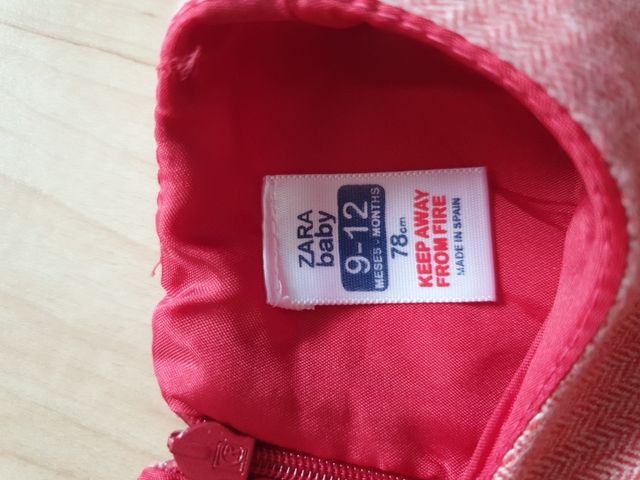 ZARA
baby
9-12
MESES - MONTHS
78cm
KEEP AWAY
FROM FIRE
MADE IN SPAIN